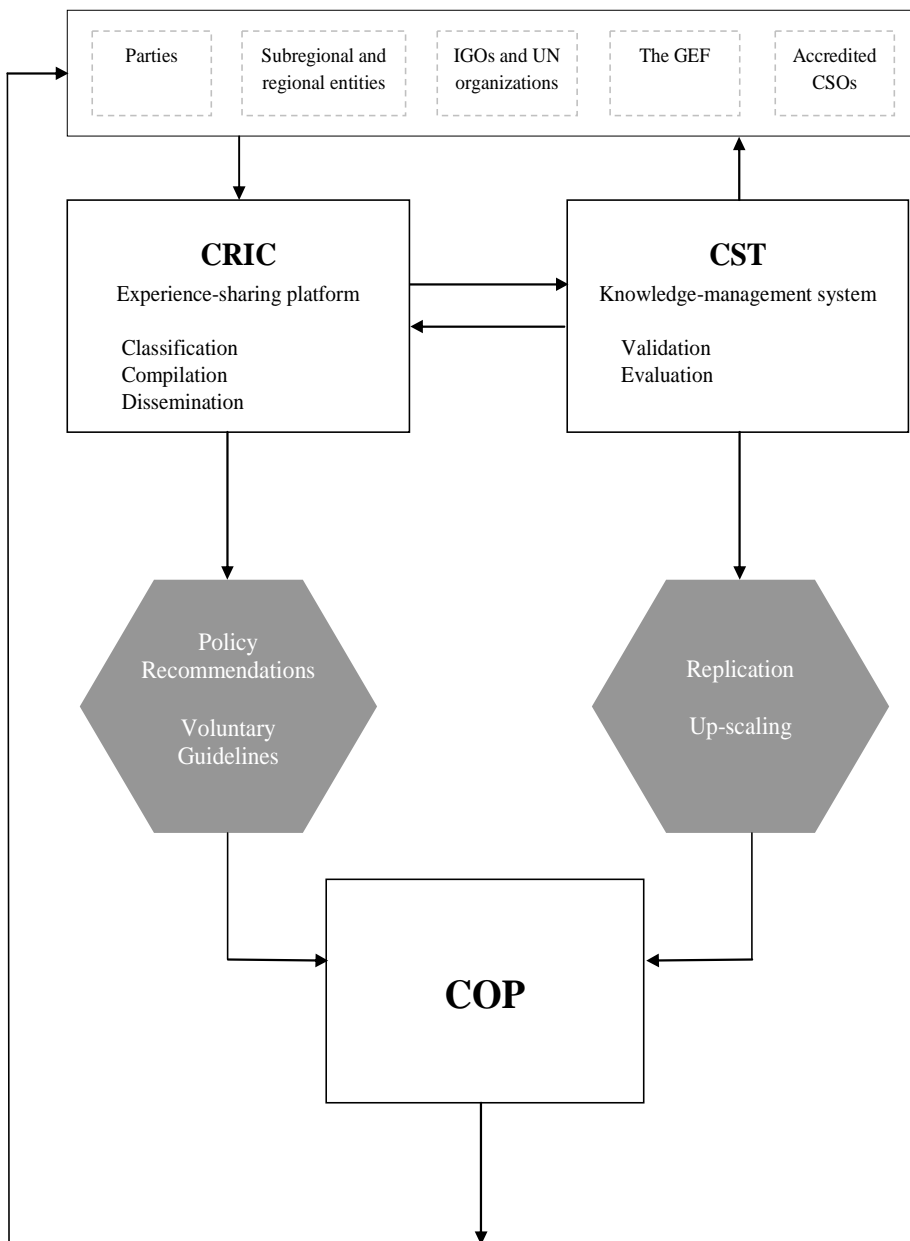 Parties
Subregional and
regional entities
IGOs and UN
organizations
The GEF
Accredited
CSOs
CRIC
Experience-sharing platform
Classification
Compilation
Dissemination
CST
Knowledge-management system
Validation
Evaluation
Policy
Recommendations
Voluntary
Guidelines
Replication
Up-scaling
COP